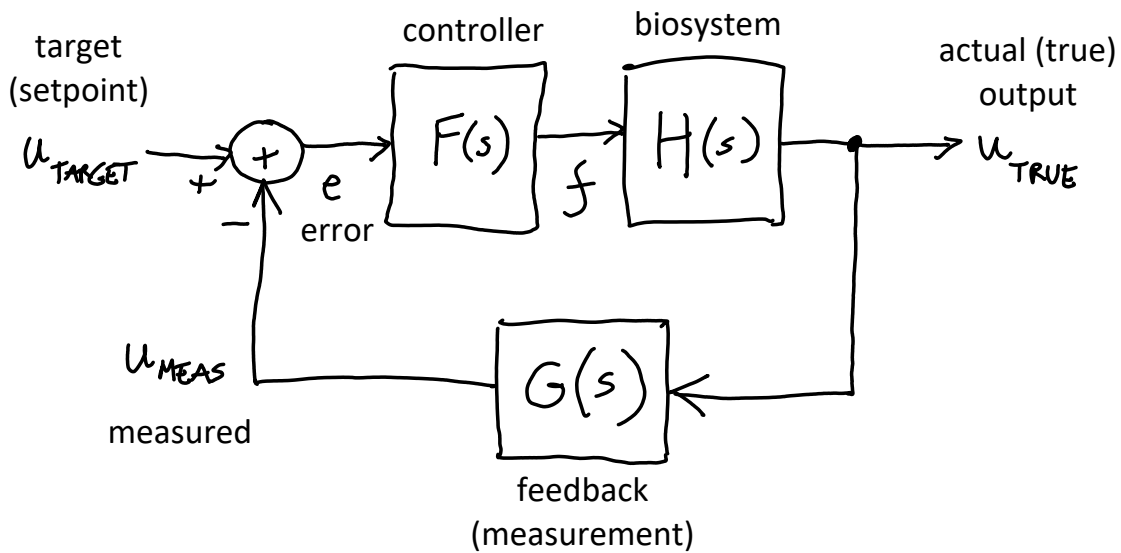 target
(setpoint)
u_TARGET
+
−
+
e
error
controller
F(s)
f
biosystem
H(s)
actual (true)
output
u_TRUE
u_MEAS
measured
G(s)
feedback
(measurement)